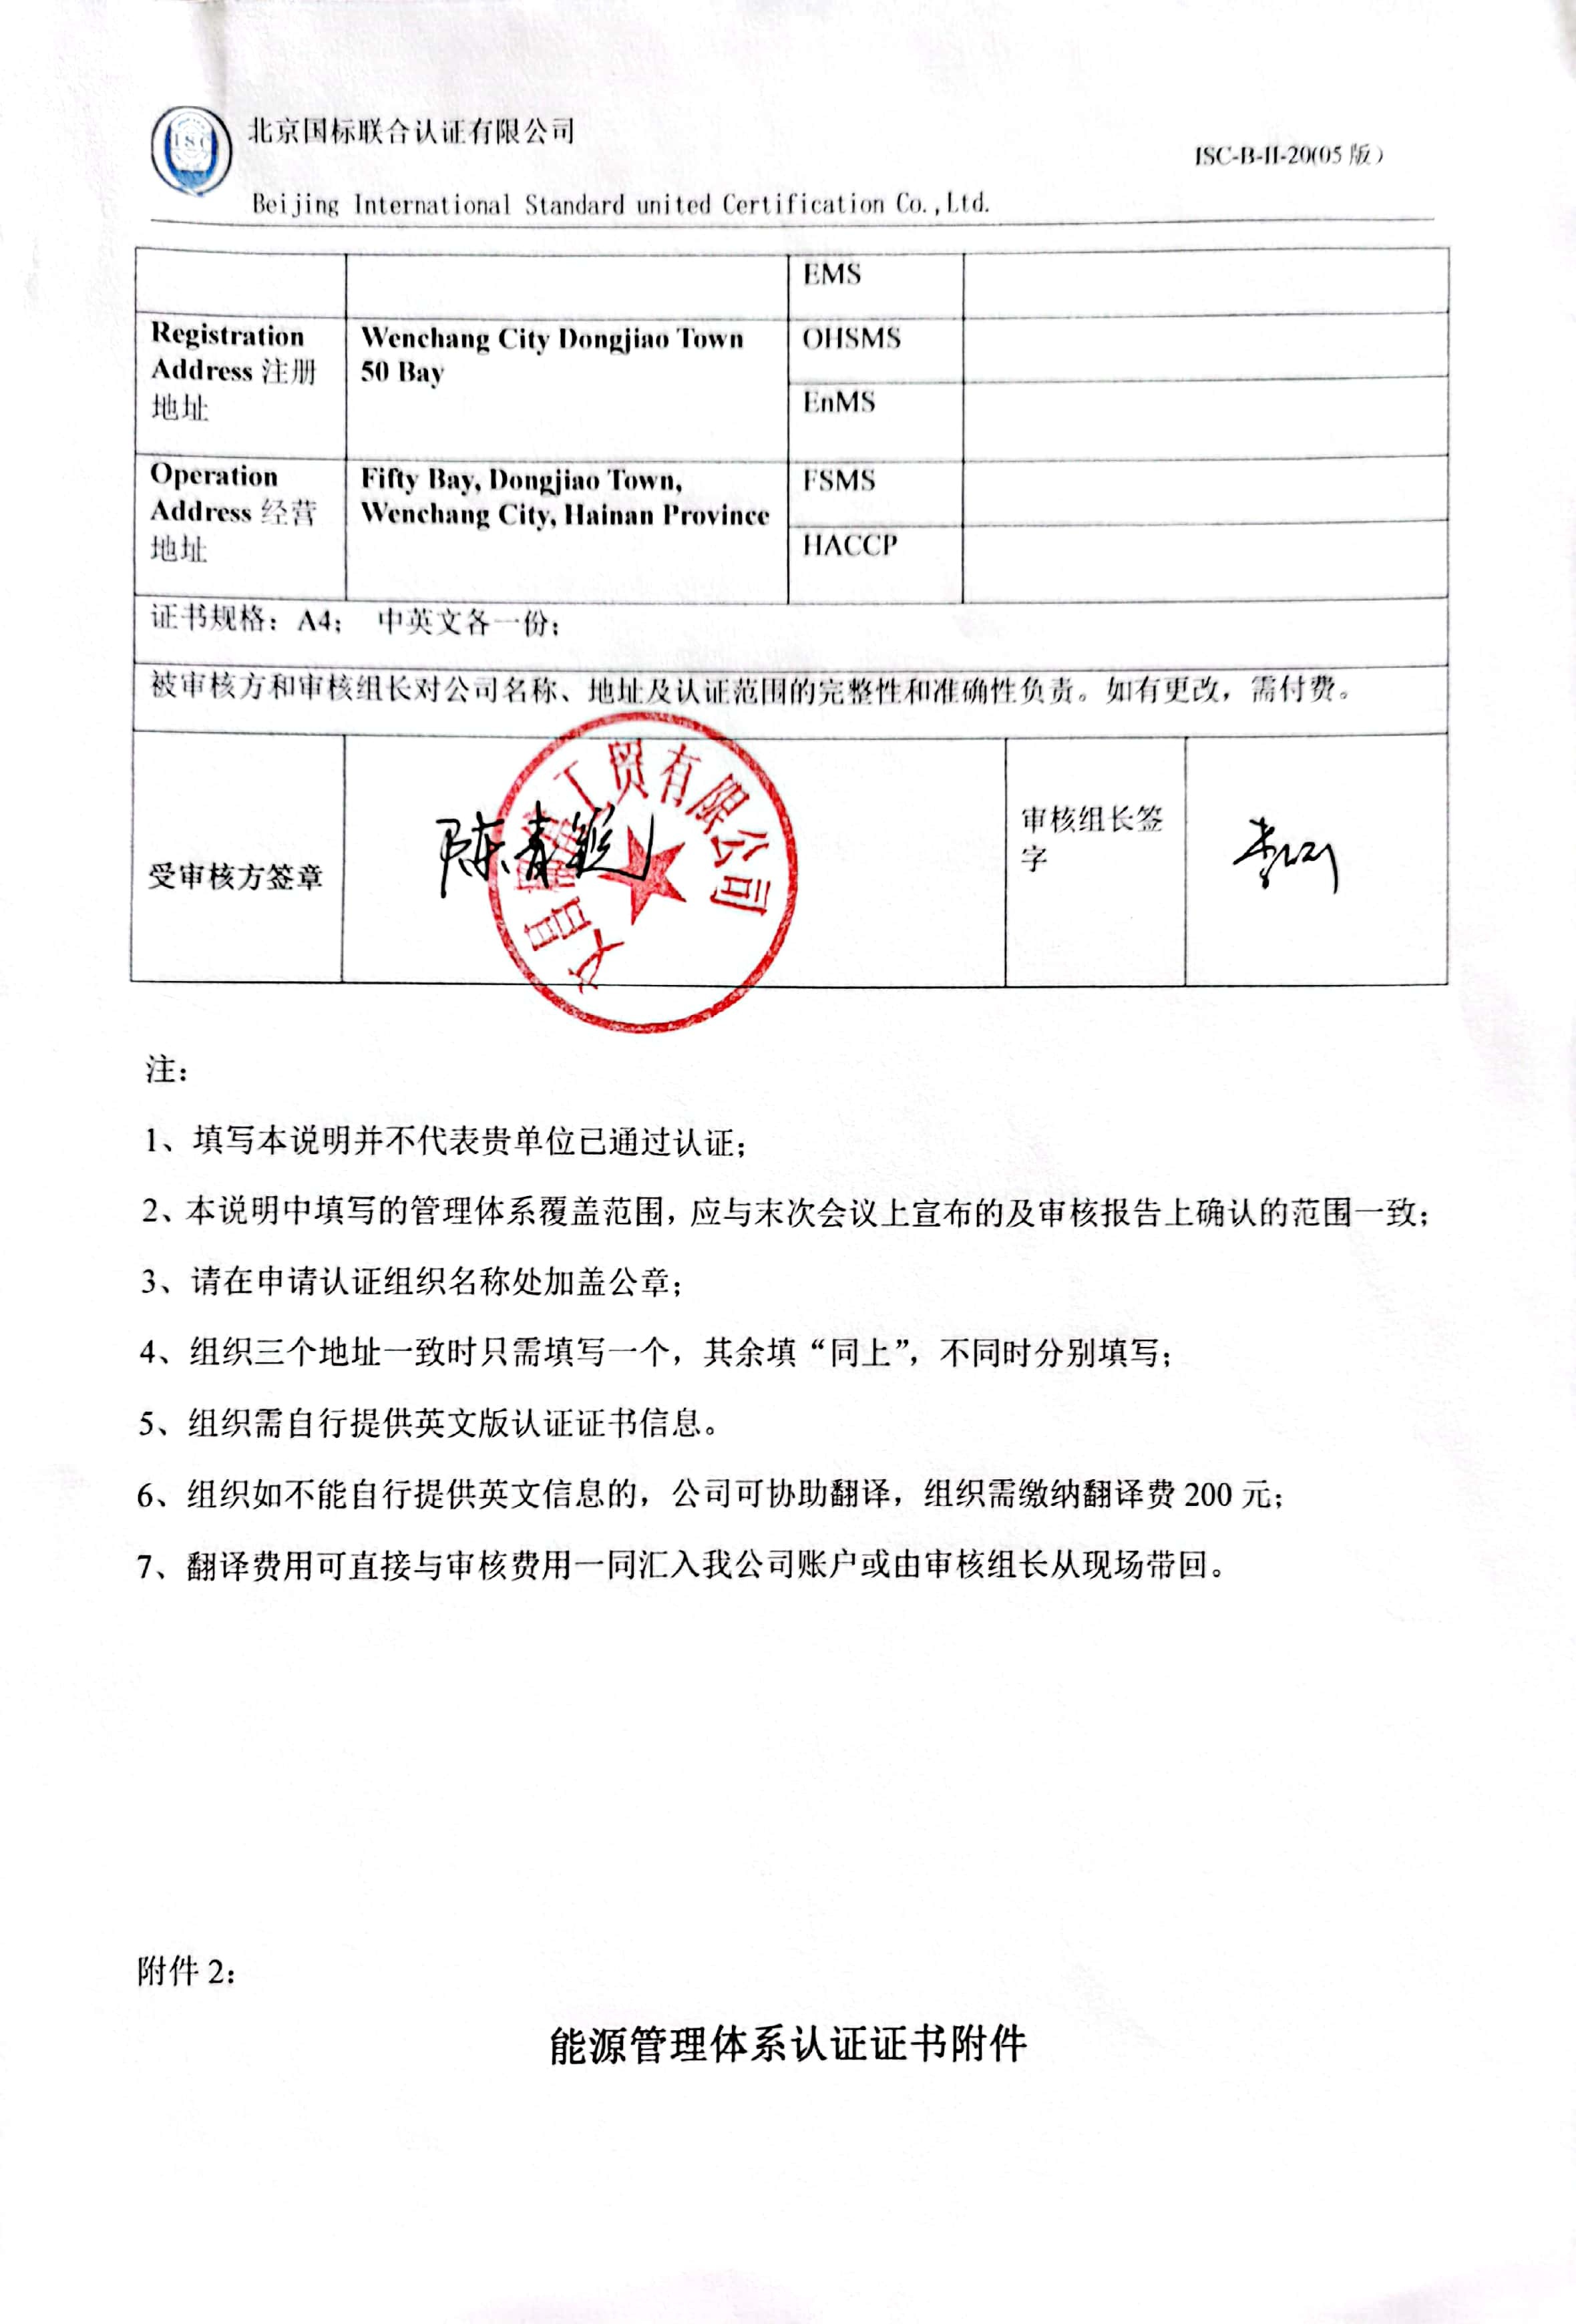 ISC
北京国标联合认证有限公司
ISC-B-II-20(05版)
Beijing International Standard united Certification Co.,Ltd.
EMS
Registration
Address 注册
地址
Wenchang City Dongjiao Town
50 Bay
OHSMS
EnMS
Operation
Address 经营
地址
Fifty Bay, Dongjiao Town,
Wenchang City, Hainan Province
FSMS
HACCP
证书规格：A4； 中英文各一份；
被审核方和审核组长对公司名称、地址及认证范围的完整性和准确性负责。如有更改，需付费。
受审核方签章
陈青
文昌 工贸有限公司
审核组长签
字
注：
1、填写本说明并不代表贵单位已通过认证；
2、本说明中填写的管理体系覆盖范围，应与末次会议上宣布的及审核报告上确认的范围一致；
3、请在申请认证组织名称处加盖公章；
4、组织三个地址一致时只需填写一个，其余填“同上”，不同时分别填写；
5、组织需自行提供英文版认证证书信息。
6、组织如不能自行提供英文信息的，公司可协助翻译，组织需缴纳翻译费 200 元；
7、翻译费用可直接与审核费用一同汇入我公司账户或由审核组长从现场带回。
附件 2：
能源管理体系认证证书附件